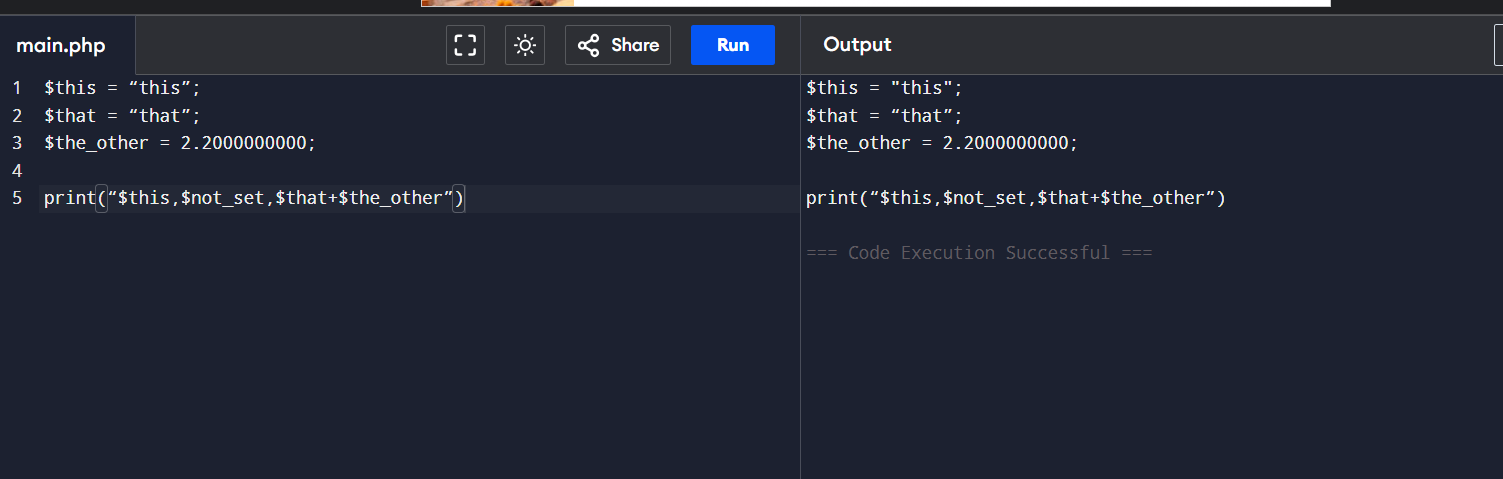 main.php
Share
Run
Output
1 $this = “this”;
2 $that = “that”;
3 $the_other = 2.2000000000;
4
5 print(“$this,$not_set,$that+$the_other”)
$this = "this";
$that = “that”;
$the_other = 2.2000000000;
print(“$this,$not_set,$that+$the_other”)
=== Code Execution Successful ===